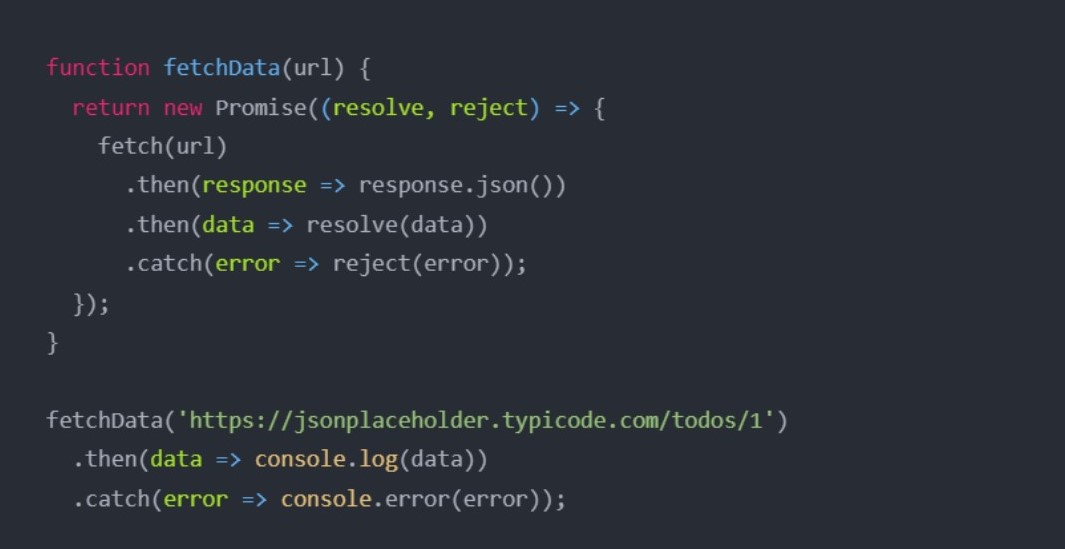 function fetchData(url) {
  return new Promise((resolve, reject) => {
    fetch(url)
      .then(response => response.json())
      .then(data => resolve(data))
      .catch(error => reject(error));
  });
}

fetchData('https://jsonplaceholder.typicode.com/todos/1')
  .then(data => console.log(data))
  .catch(error => console.error(error));